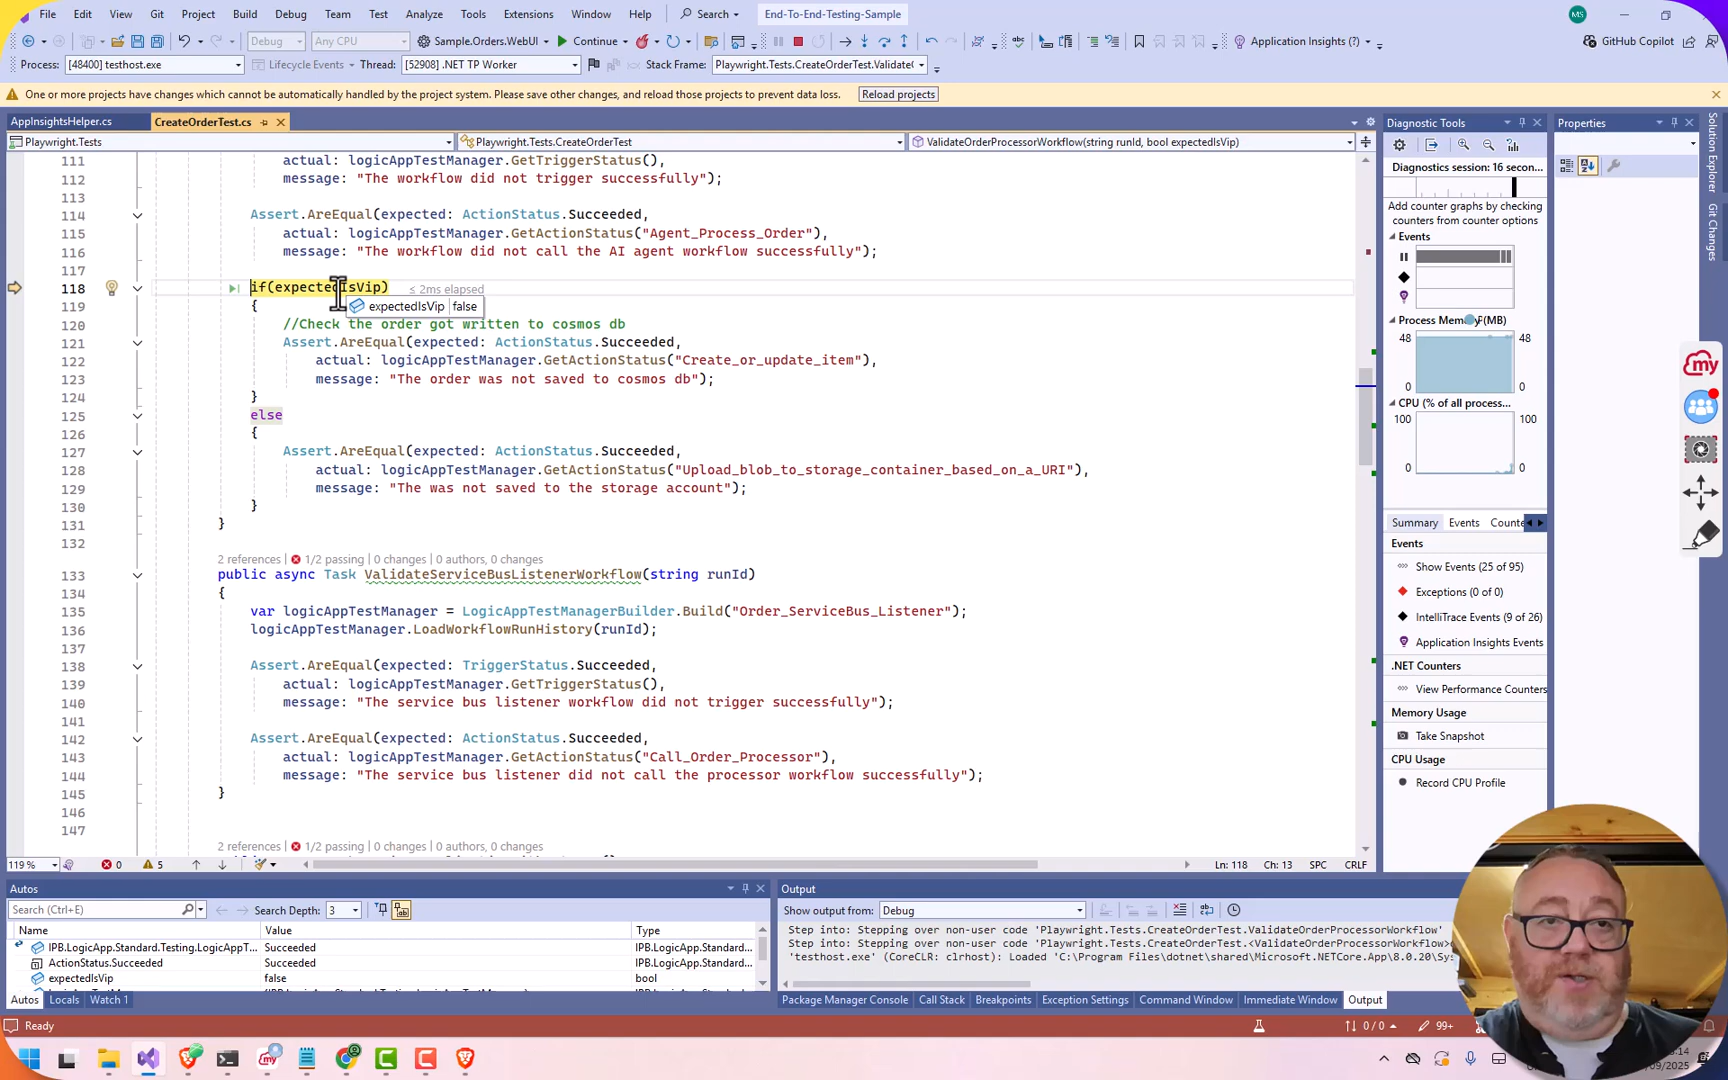 File Edit View Git Project Build Debug Team Test Analyze Tools Extensions Window Help Search End-To-End-Testing-Sample MS
Debug Any CPU Sample.Orders.WebUI Continue Application Insights (?) GitHub Copilot
Process: [48400] testhost.exe Lifecycle Events Thread: [52908] .NET TP Worker Stack Frame: Playwright.Tests.CreateOrderTest.Validate
One or more projects have changes which cannot be automatically handled by the project system. Please save other changes, and reload those projects to prevent data loss. Reload projects
AppInsightsHelper.cs CreateOrderTest.cs
Playwright.Tests Playwright.Tests.CreateOrderTest ValidateOrderProcessorWorkflow(string runId, bool expectedIsVip)
111 actual: logicAppTestManager.GetTriggerStatus(),
112 message: "The workflow did not trigger successfully");
113
114 Assert.AreEqual(expected: ActionStatus.Succeeded,
115 actual: logicAppTestManager.GetActionStatus("Agent_Process_Order"),
116 message: "The workflow did not call the AI agent workflow successfully");
117
118 if(expectedIsVip) ≤ 2ms elapsed
119 { expectedIsVip false
120 //Check the order got written to cosmos db
121 Assert.AreEqual(expected: ActionStatus.Succeeded,
122 actual: logicAppTestManager.GetActionStatus("Create_or_update_item"),
123 message: "The order was not saved to cosmos db");
124 }
125 else
126 {
127 Assert.AreEqual(expected: ActionStatus.Succeeded,
128 actual: logicAppTestManager.GetActionStatus("Upload_blob_to_storage_container_based_on_a_URI"),
129 message: "The was not saved to the storage account");
130 }
131 }
132
2 references | 1/2 passing | 0 changes | 0 authors, 0 changes
133 public async Task ValidateServiceBusListenerWorkflow(string runId)
134 {
135 var logicAppTestManager = LogicAppTestManagerBuilder.Build("Order_ServiceBus_Listener");
136 logicAppTestManager.LoadWorkflowRunHistory(runId);
137
138 Assert.AreEqual(expected: TriggerStatus.Succeeded,
139 actual: logicAppTestManager.GetTriggerStatus(),
140 message: "The service bus listener workflow did not trigger successfully");
141
142 Assert.AreEqual(expected: ActionStatus.Succeeded,
143 actual: logicAppTestManager.GetActionStatus("Call_Order_Processor"),
144 message: "The service bus listener did not call the processor workflow successfully");
145 }
146
147
2 references | 1/2 passing | 0 changes | 0 authors, 0 changes
119 % 0 5 Ln: 118 Ch: 13 SPC CRLF
Diagnostic Tools
Diagnostics session: 16 second
Add counter graphs by checking
counters from counter options
Events
Process Memory (MB)
48 48
0 0
CPU (% of all process...
100 100
0 0
Summary Events Counte
Events
Show Events (25 of 95)
Exceptions (0 of 0)
IntelliTrace Events (9 of 26)
Application Insights Events
.NET Counters
View Performance Counters
Memory Usage
Take Snapshot
CPU Usage
Record CPU Profile
Properties
Solution Explorer
Git Changes
my
Autos
Search (Ctrl+E) Search Depth: 3
Name Value Type
IPB.LogicApp.Standard.Testing.LogicAppT... Succeeded IPB.LogicApp.Standard...
ActionStatus.Succeeded Succeeded IPB.LogicApp.Standard...
expectedIsVip false bool
Autos Locals Watch 1
Output
Show output from: Debug
Step into: Stepping over non-user code 'Playwright.Tests.CreateOrderTest.ValidateOrderProcessorWorkflow'
Step into: Stepping over non-user code 'Playwright.Tests.CreateOrderTest.<ValidateOrderProcessorWorkflow>
'testhost.exe' (CoreCLR: clrhost): Loaded 'C:\Program Files\dotnet\shared\Microsoft.NETCore.App\8.0.20\Sys
Package Manager Console Call Stack Breakpoints Exception Settings Command Window Immediate Window Output
Ready 0 / 0 99+